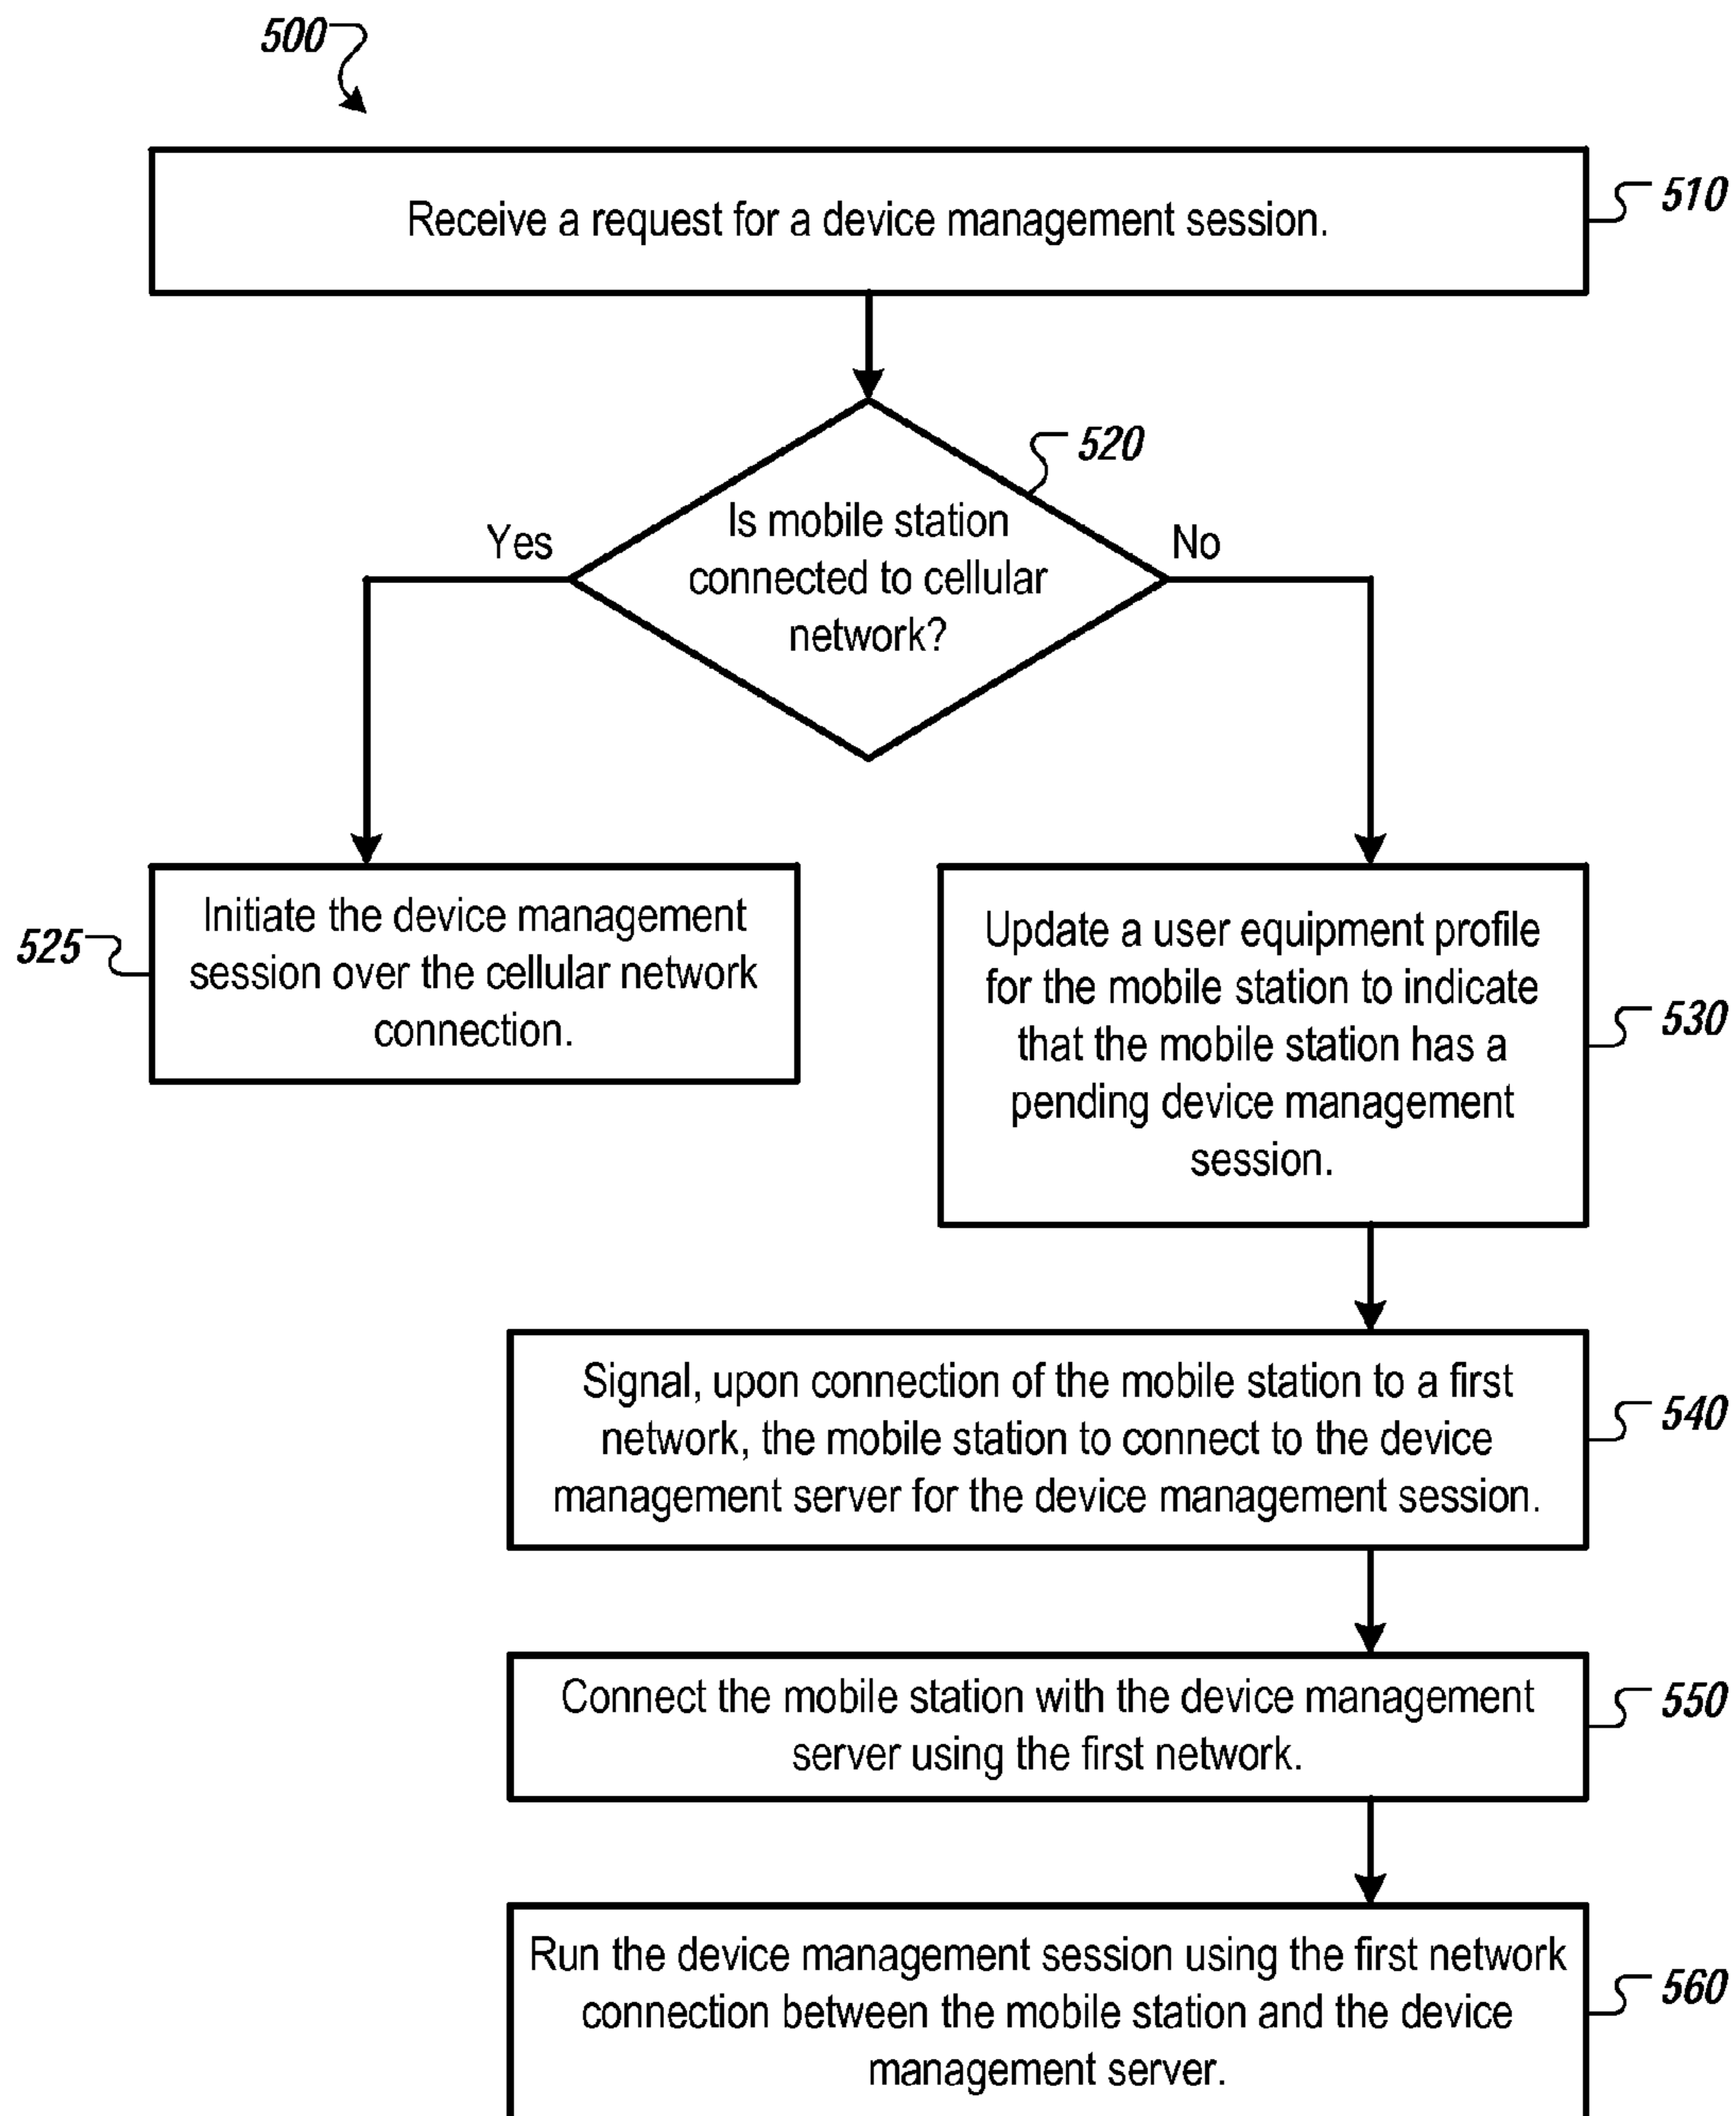 500
Receive a request for a device management session.
510
520
Is mobile station
connected to cellular
network?
Yes
No
Initiate the device management
session over the cellular network
connection.
525
Update a user equipment profile
for the mobile station to indicate
that the mobile station has a
pending device management
session.
530
Signal, upon connection of the mobile station to a first
network, the mobile station to connect to the device
management server for the device management session.
540
Connect the mobile station with the device management
server using the first network.
550
Run the device management session using the first network
connection between the mobile station and the device
management server.
560